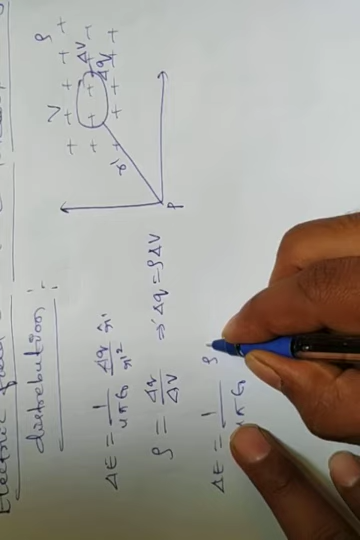 Electric field
distribution :
ΔE = 1/4πε₀ Δq/r'² r̂'
ρ = Δq/ΔV ⇒ Δq = ρΔV
ΔE = 1/4πε₀ ρ
V
ρ
+ + + +
+ + + +
+ + + +
ΔV
Δq
r'
P